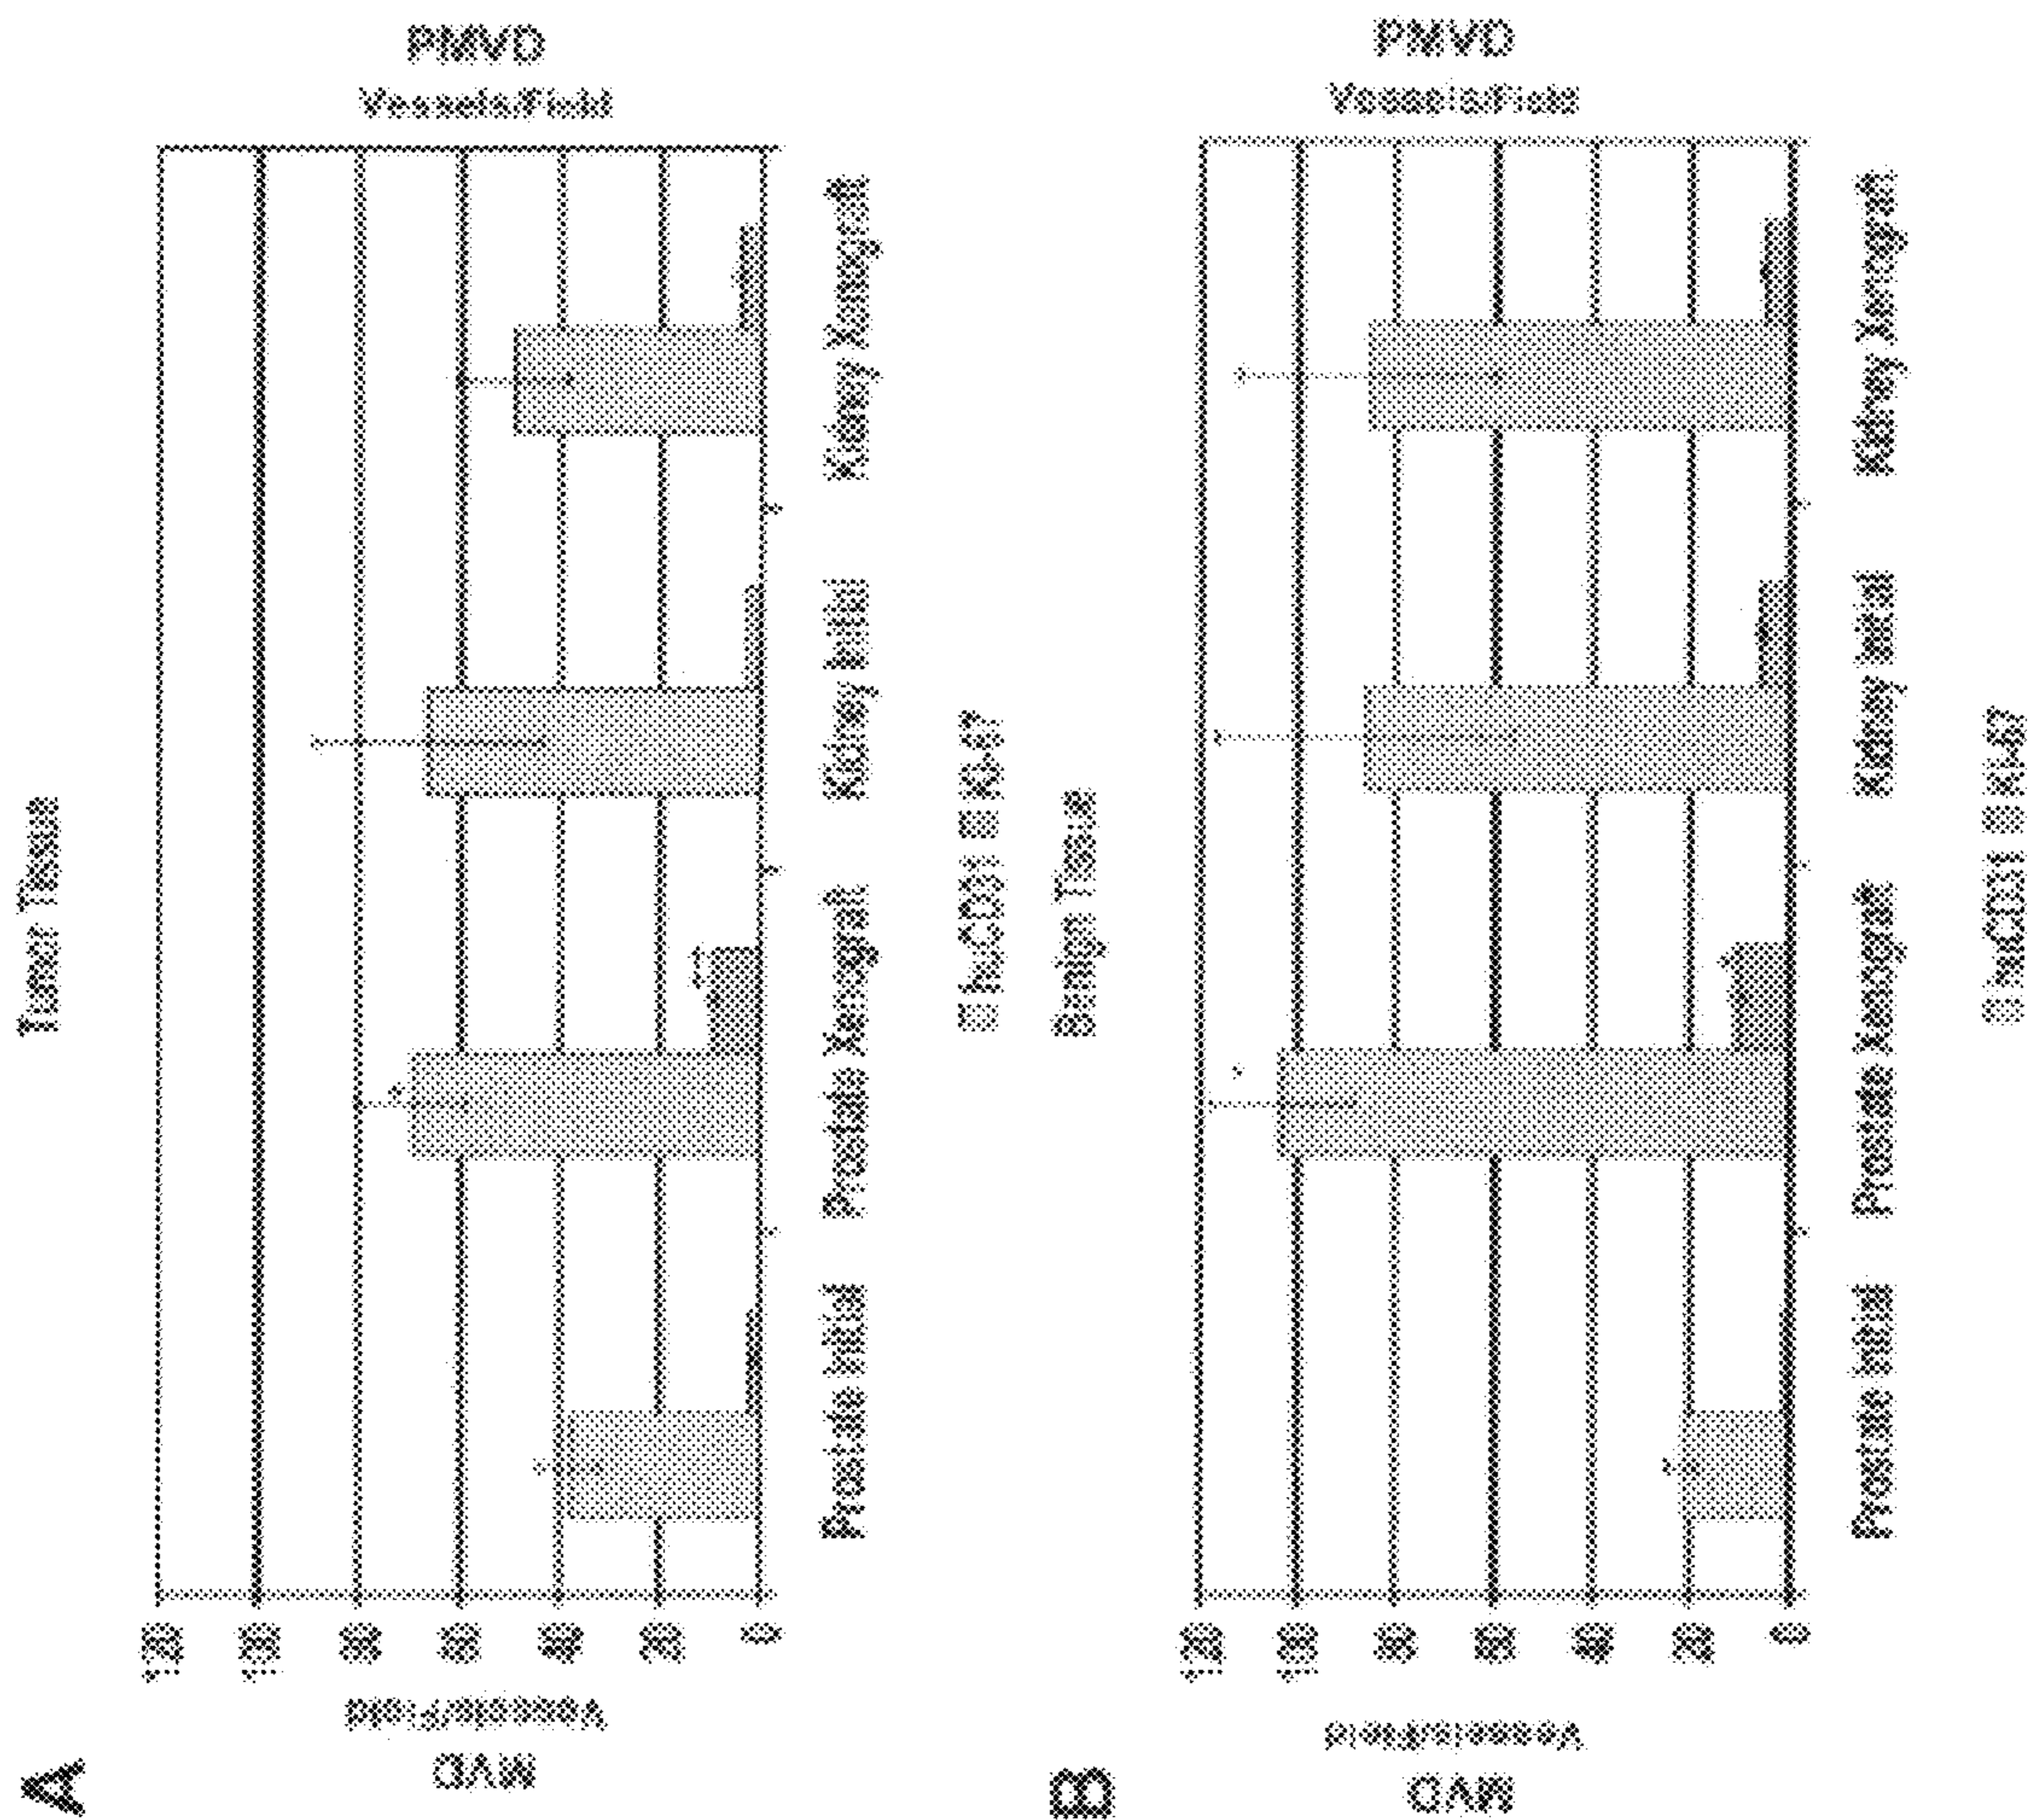 A
Tumor Tissue
MVD
Vessels/Field
120
100
80
60
40
20
0
PMVD
Vessels/Field
Prostate Initial
Prostate Xenograft
Kidney Initial
Kidney Xenograft
huCD31
Ki-67
B
Benign Tissue
MVD
Vessels/Field
120
100
80
60
40
20
0
PMVD
Vessels/Field
Prostate Initial
Prostate Xenograft
Kidney Initial
Kidney Xenograft
huCD31
Ki-67